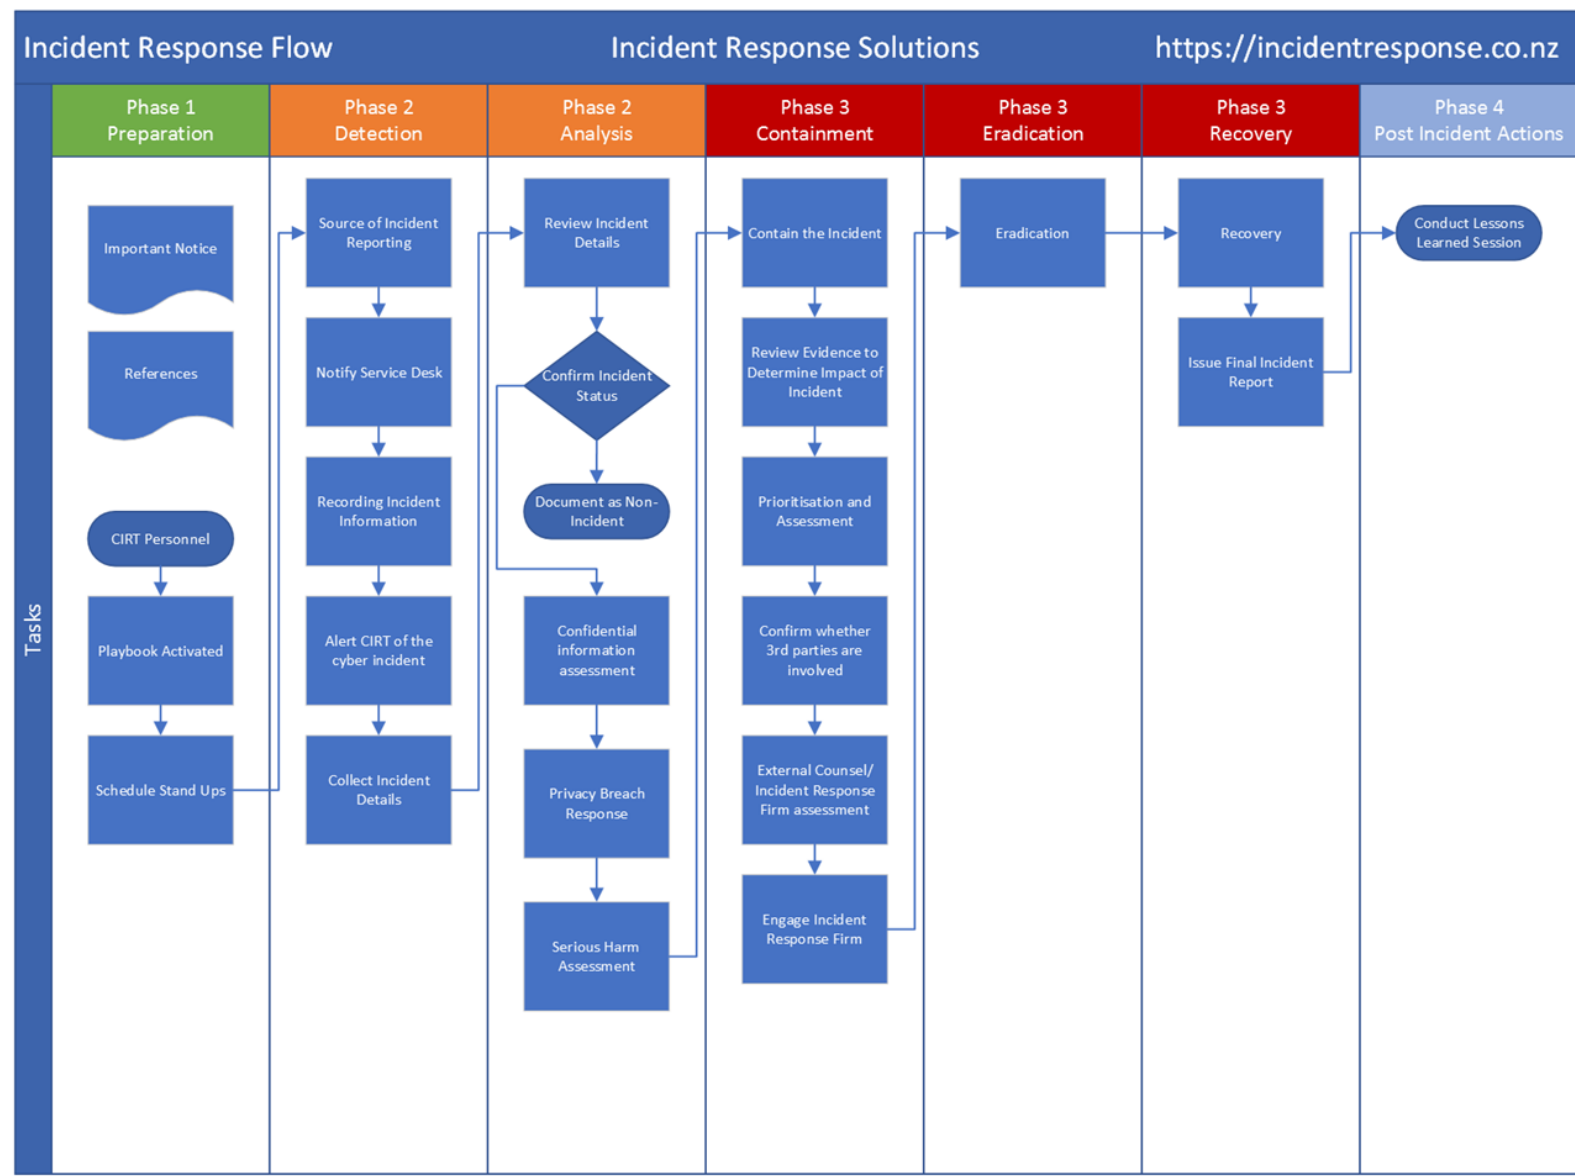 Incident Response Flow
Incident Response Solutions
https://incidentresponse.co.nz
Tasks
Phase 1
Preparation
Phase 2
Detection
Phase 2
Analysis
Phase 3
Containment
Phase 3
Eradication
Phase 3
Recovery
Phase 4
Post Incident Actions
Important Notice
References
CIRT Personnel
Playbook Activated
Schedule Stand Ups
Source of Incident
Reporting
Notify Service Desk
Recording Incident
Information
Alert CIRT of the
cyber incident
Collect Incident
Details
Review Incident
Details
Confirm Incident
Status
Document as Non-
Incident
Confidential
information
assessment
Privacy Breach
Response
Serious Harm
Assessment
Contain the Incident
Review Evidence to
Determine Impact of
Incident
Prioritisation and
Assessment
Confirm whether
3rd parties are
involved
External Counsel/
Incident Response
Firm assessment
Engage Incident
Response Firm
Eradication
Recovery
Issue Final Incident
Report
Conduct Lessons
Learned Session